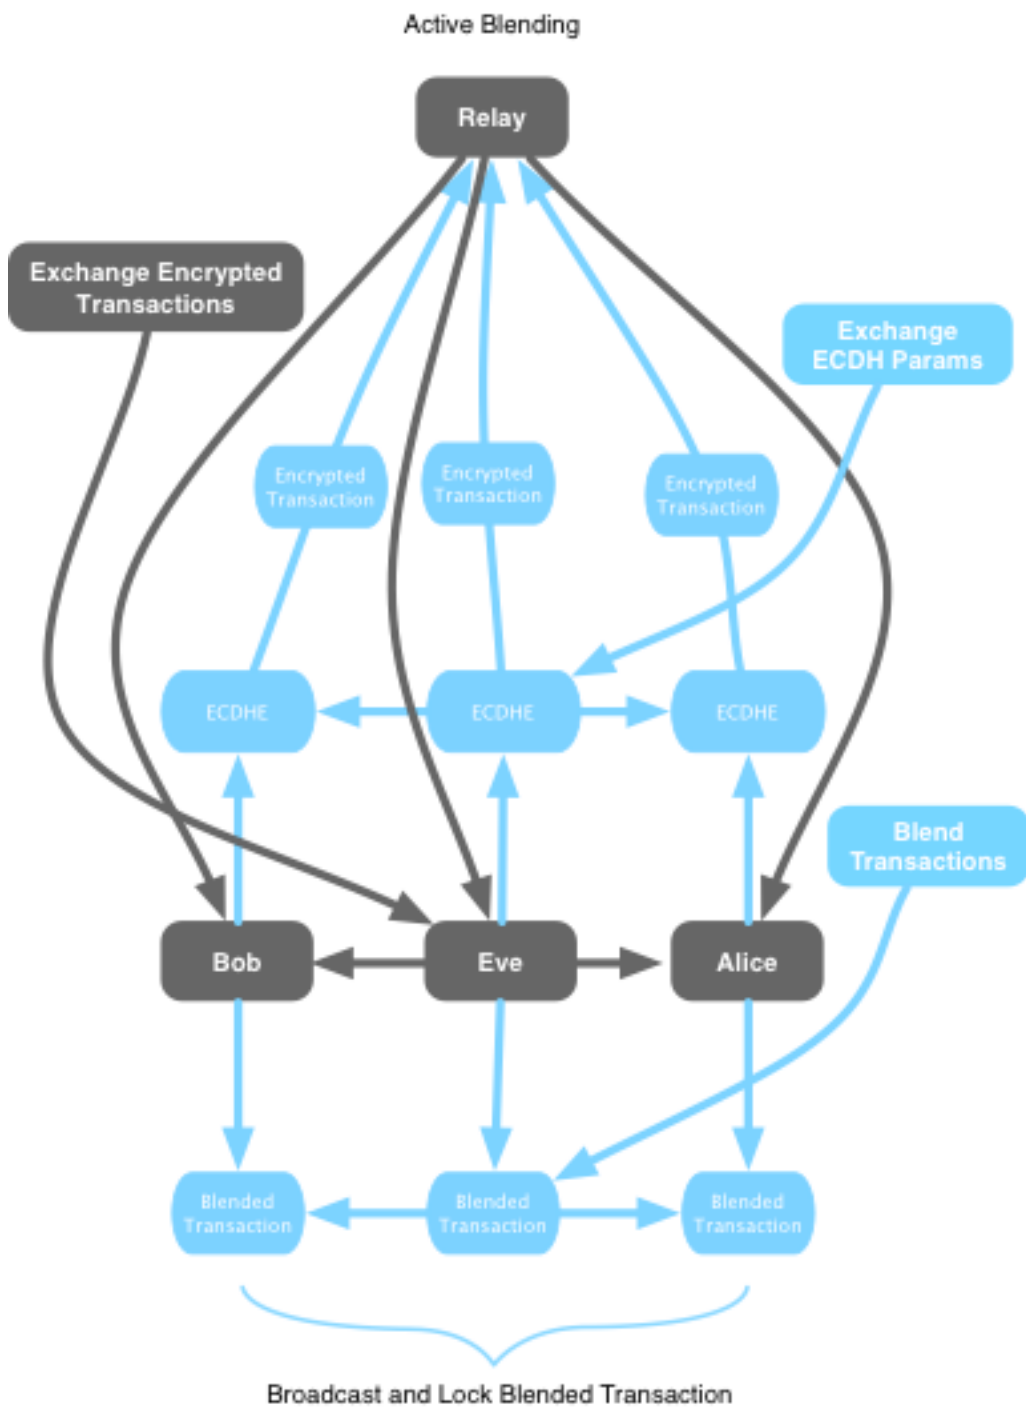 Active Blending
Relay
Exchange Encrypted
Transactions
Exchange
ECDH Params
Encrypted
Transaction
Encrypted
Transaction
Encrypted
Transaction
ECDHE
ECDHE
ECDHE
Blend
Transactions
Bob
Eve
Alice
Blended
Transaction
Blended
Transaction
Blended
Transaction
Broadcast and Lock Blended Transaction